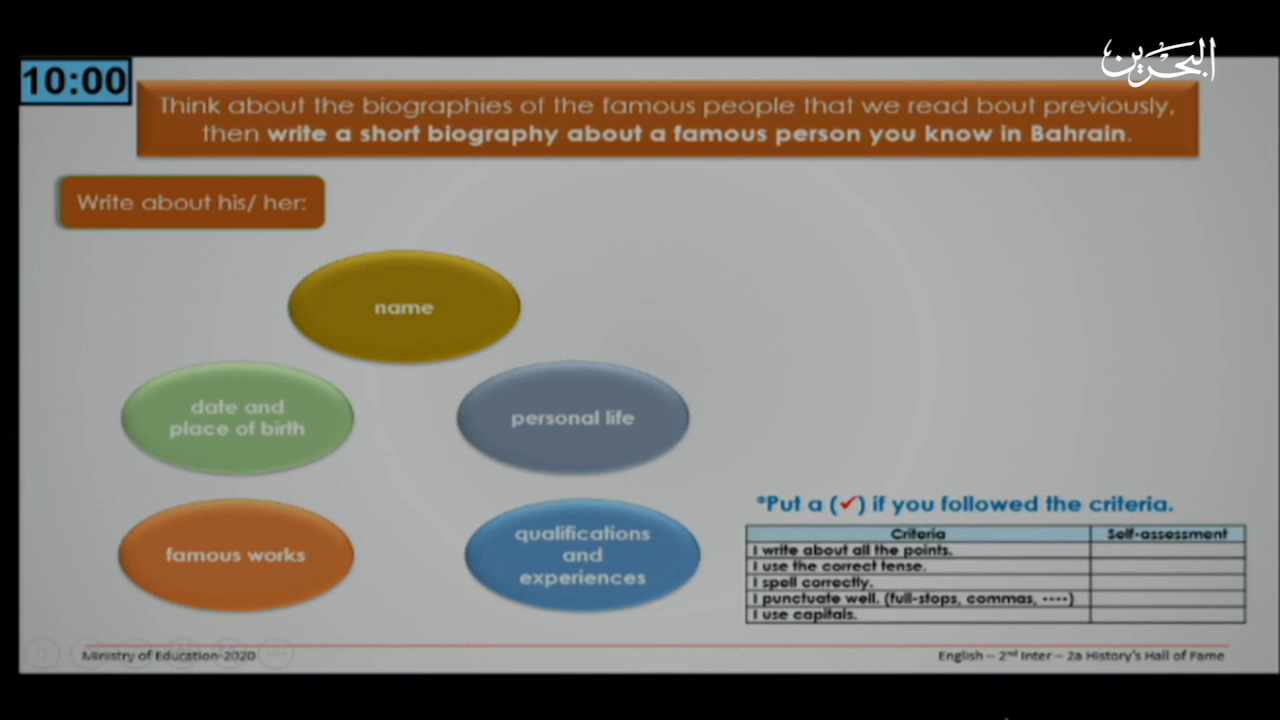 البحرين
10:00
Think about the biographies of the famous people that we read bout previously,
then write a short biography about a famous person you know in Bahrain.
Write about his/ her:
name
date and
place of birth
personal life
famous works
qualifications
and
experiences
*Put a (✓) if you followed the criteria.
Criteria
Self-assessment
I write about all the points.
I use the correct tense.
I spell correctly.
I punctuate well. (full-stops, commas, ----)
I use capitals.
Ministry of Education-2020
English – 2nd Inter – 2a History's Hall of Fame